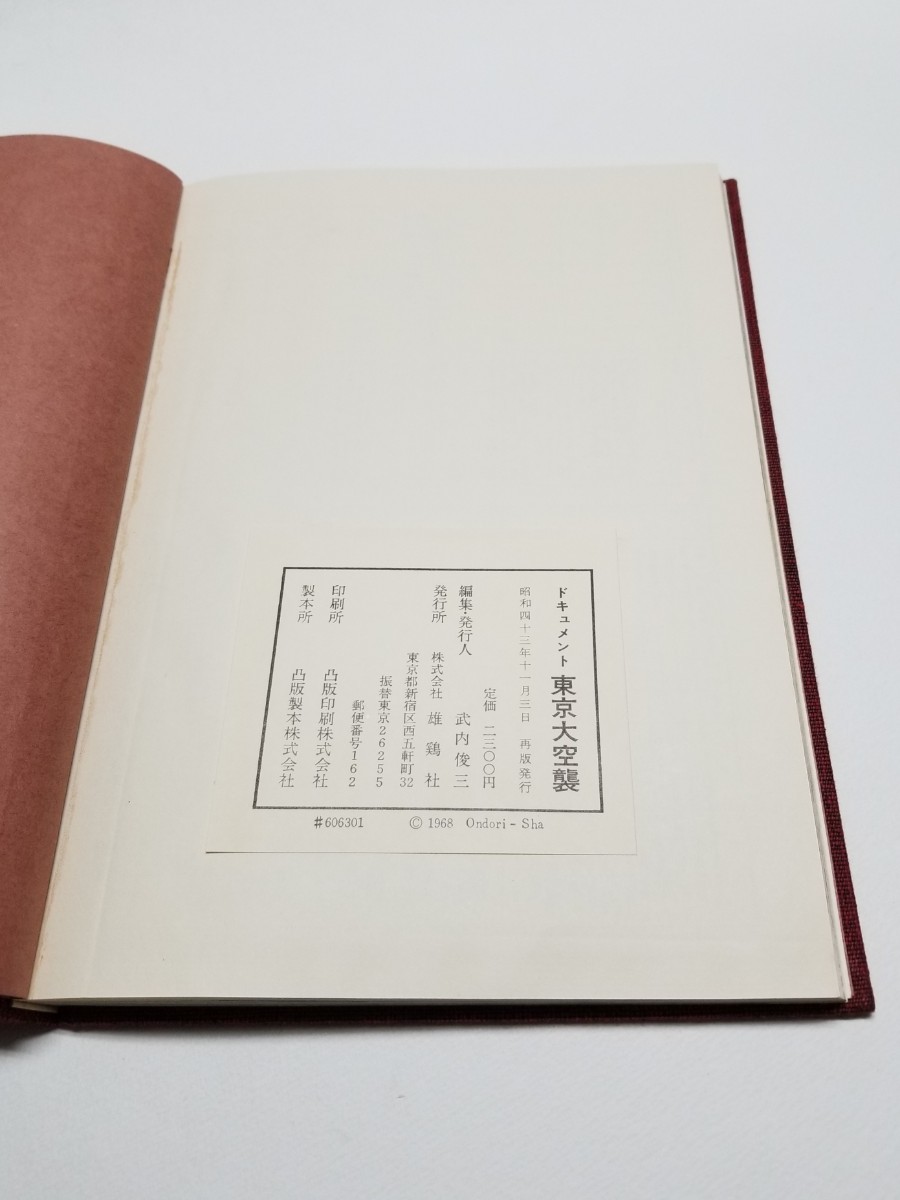 ドキュメント 東京大空襲
昭和四十三年十一月三日 再版発行
定価 二三〇〇円
編集・発行人 武内俊三
発行所 株式会社 雄鶏社
東京都新宿区西五軒町32
振替東京26255
郵便番号162
印刷所 凸版印刷株式会社
製本所 凸版製本株式会社
#606301 © 1968 Ondori-Sha